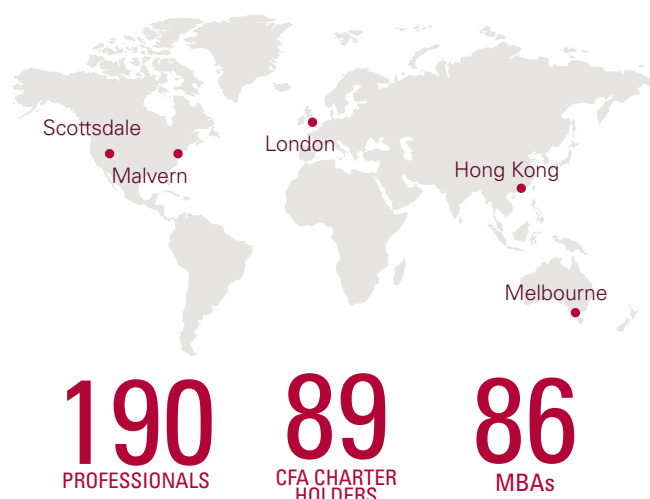 Scottsdale
Malvern
London
Hong Kong
Melbourne
190
PROFESSIONALS
89
CFA CHARTER
HOLDERS
86
MBAs